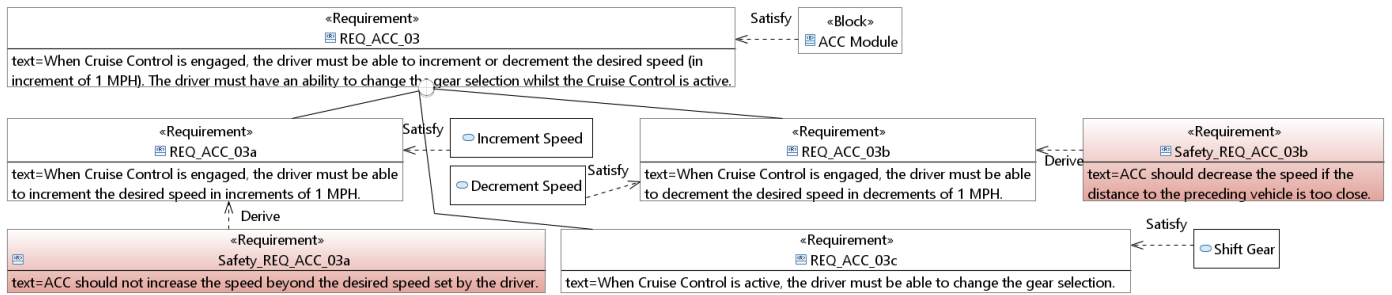 «Requirement»
REQ_ACC_03
text=When Cruise Control is engaged, the driver must be able to increment or decrement the desired speed (in
increment of 1 MPH). The driver must have an ability to change the gear selection whilst the Cruise Control is active.
Satisfy
«Block»
ACC Module
«Requirement»
REQ_ACC_03a
text=When Cruise Control is engaged, the driver must be able
to increment the desired speed in increments of 1 MPH.
Satisfy
Increment Speed
Decrement Speed
Satisfy
«Requirement»
REQ_ACC_03b
text=When Cruise Control is engaged, the driver must be able
to decrement the desired speed in decrements of 1 MPH.
Derive
«Requirement»
Safety_REQ_ACC_03b
text=ACC should decrease the speed if the
distance to the preceding vehicle is too close.
Derive
«Requirement»
Safety_REQ_ACC_03a
text=ACC should not increase the speed beyond the desired speed set by the driver.
«Requirement»
REQ_ACC_03c
text=When Cruise Control is active, the driver must be able to change the gear selection.
Satisfy
Shift Gear